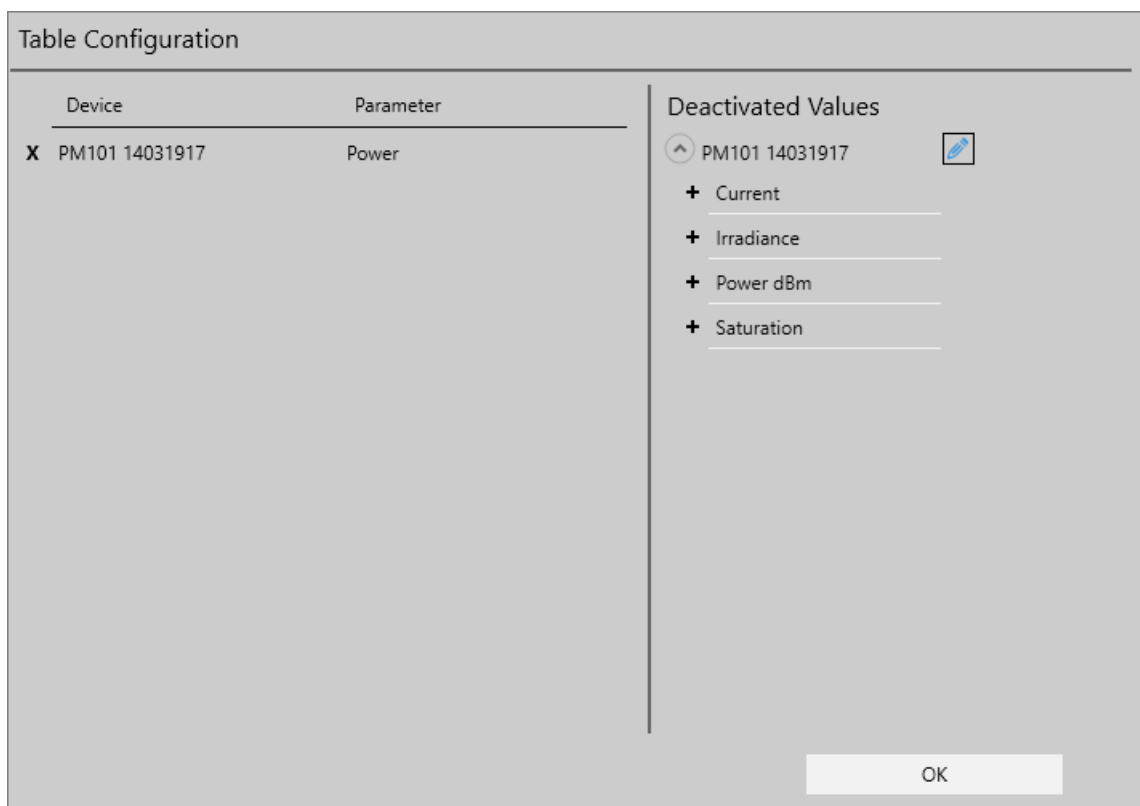 Table Configuration
Device Parameter
X PM101 14031917 Power
Deactivated Values
PM101 14031917
+ Current
+ Irradiance
+ Power dBm
+ Saturation
OK